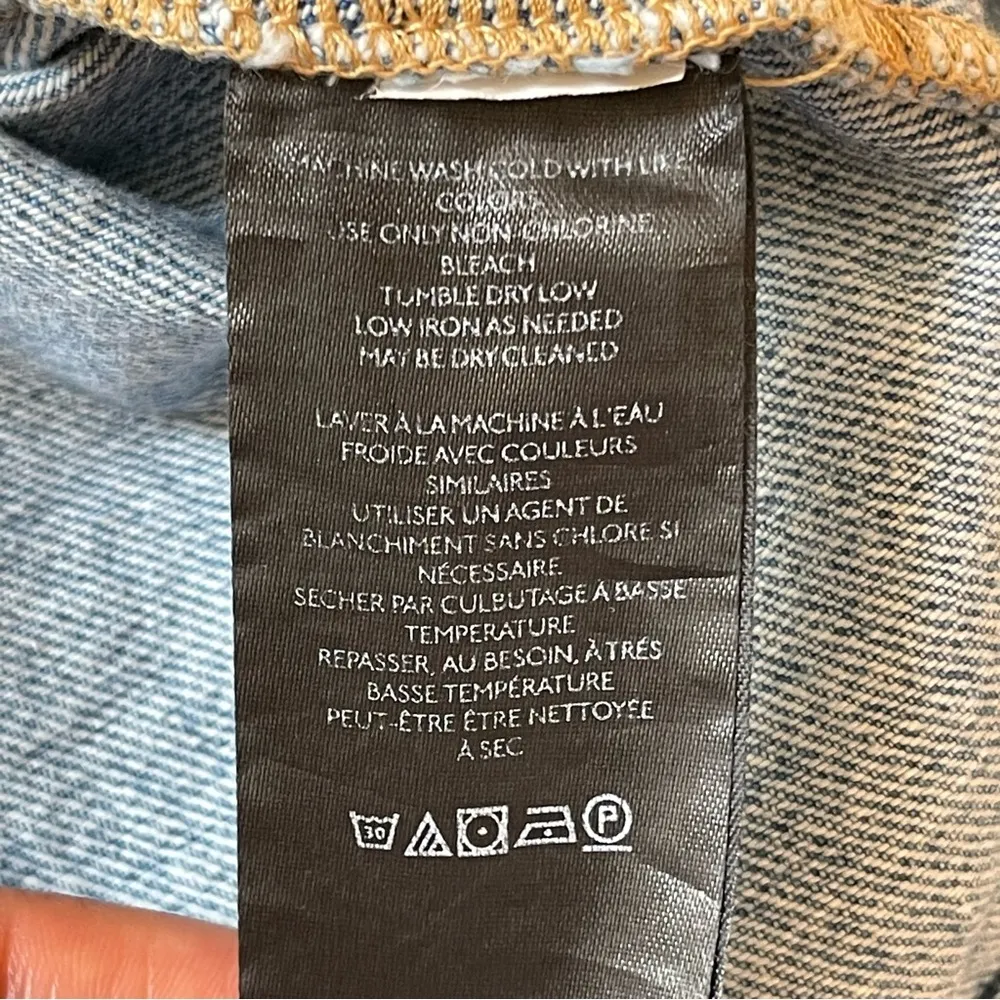 MACHINE WASH COLD WITH LIKE
COLORS
USE ONLY NON-CHLORINE
BLEACH
TUMBLE DRY LOW
LOW IRON AS NEEDED
MAY BE DRY CLEANED
LAVER À LA MACHINE À L'EAU
FROIDE AVEC COULEURS
SIMILAIRES
UTILISER UN AGENT DE
BLANCHIMENT SANS CHLORE SI
NÉCESSAIRE
SECHER PAR CULBUTAGE A BASSE
TEMPERATURE
REPASSER, AU BESOIN, À TRÉS
BASSE TEMPÉRATURE
PEUT-ÊTRE ÊTRE NETTOYÉE
À SEC
30 P